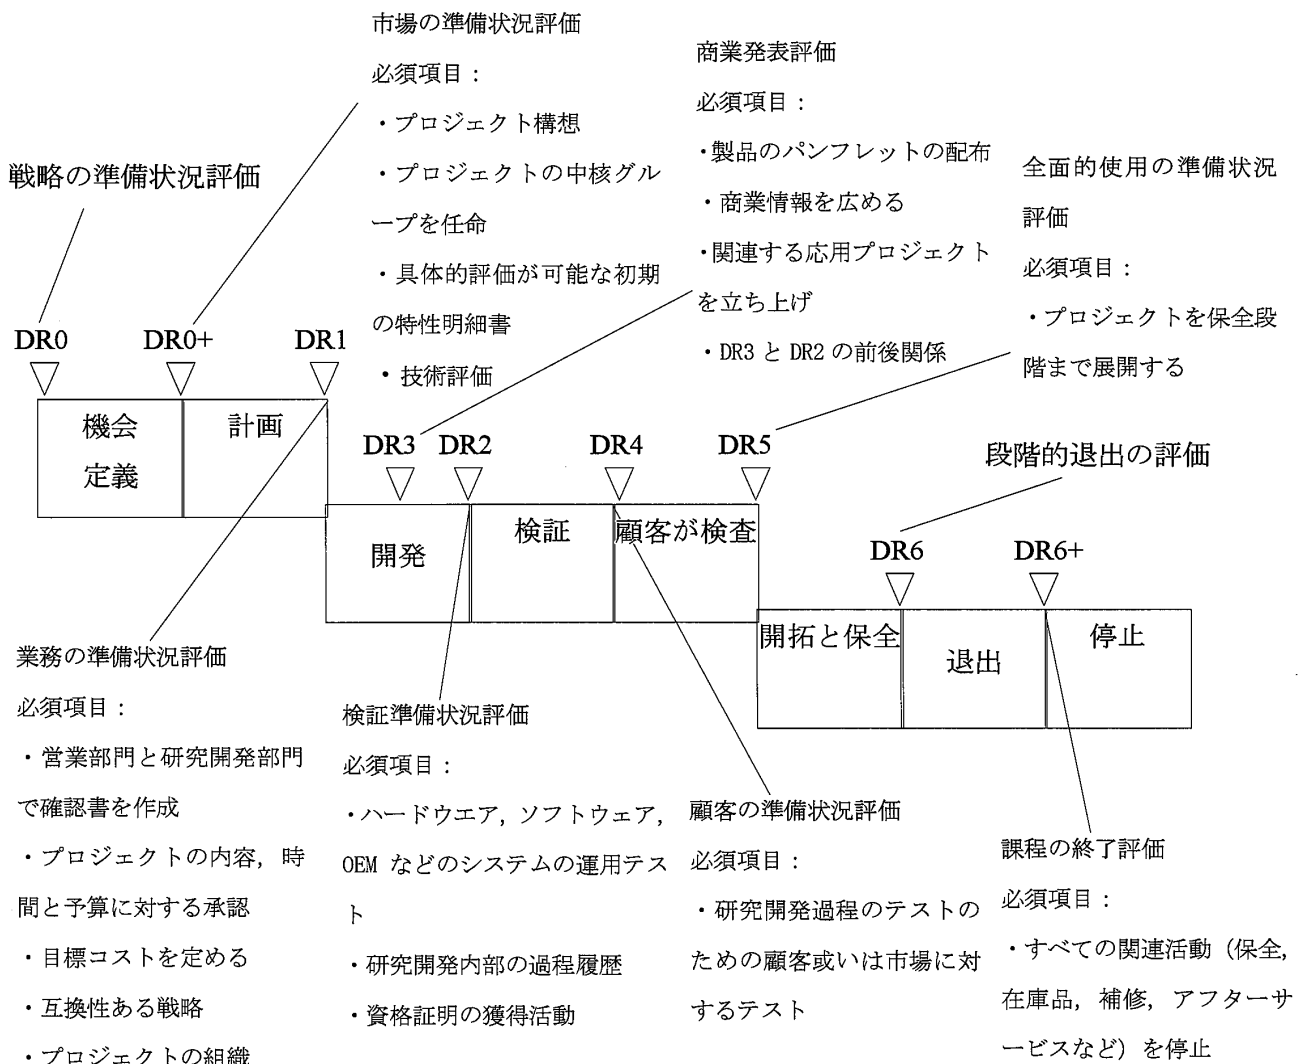 市場の準備状況評価
必須項目：
・プロジェクト構想
・プロジェクトの中核グル
ープを任命
・具体的評価が可能な初期
の特性明細書
・技術評価
商業発表評価
必須項目：
・製品のパンフレットの配布
・商業情報を広める
・関連する応用プロジェクト
を立ち上げ
・DR3 と DR2 の前後関係
全面的使用の準備状況
評価
必須項目：
・プロジェクトを保全段
階まで展開する
戦略の準備状況評価
DR0
DR0+
DR1
機会
定義
計画
DR3
DR2
DR4
DR5
開発
検証
顧客が検査
段階的退出の評価
DR6
DR6+
開拓と保全
退出
停止
業務の準備状況評価
必須項目：
・営業部門と研究開発部門
で確認書を作成
・プロジェクトの内容，時
間と予算に対する承認
・目標コストを定める
・互換性ある戦略
・プロジェクトの組織
検証準備状況評価
必須項目：
・ハードウエア，ソフトウェア，
OEM などのシステムの運用テス
ト
・研究開発内部の過程履歴
・資格証明の獲得活動
顧客の準備状況評価
必須項目：
・研究開発過程のテストの
ための顧客或いは市場に対
するテスト
課程の終了評価
必須項目：
・すべての関連活動（保全，
在庫品，補修，アフターサ
ービスなど）を停止